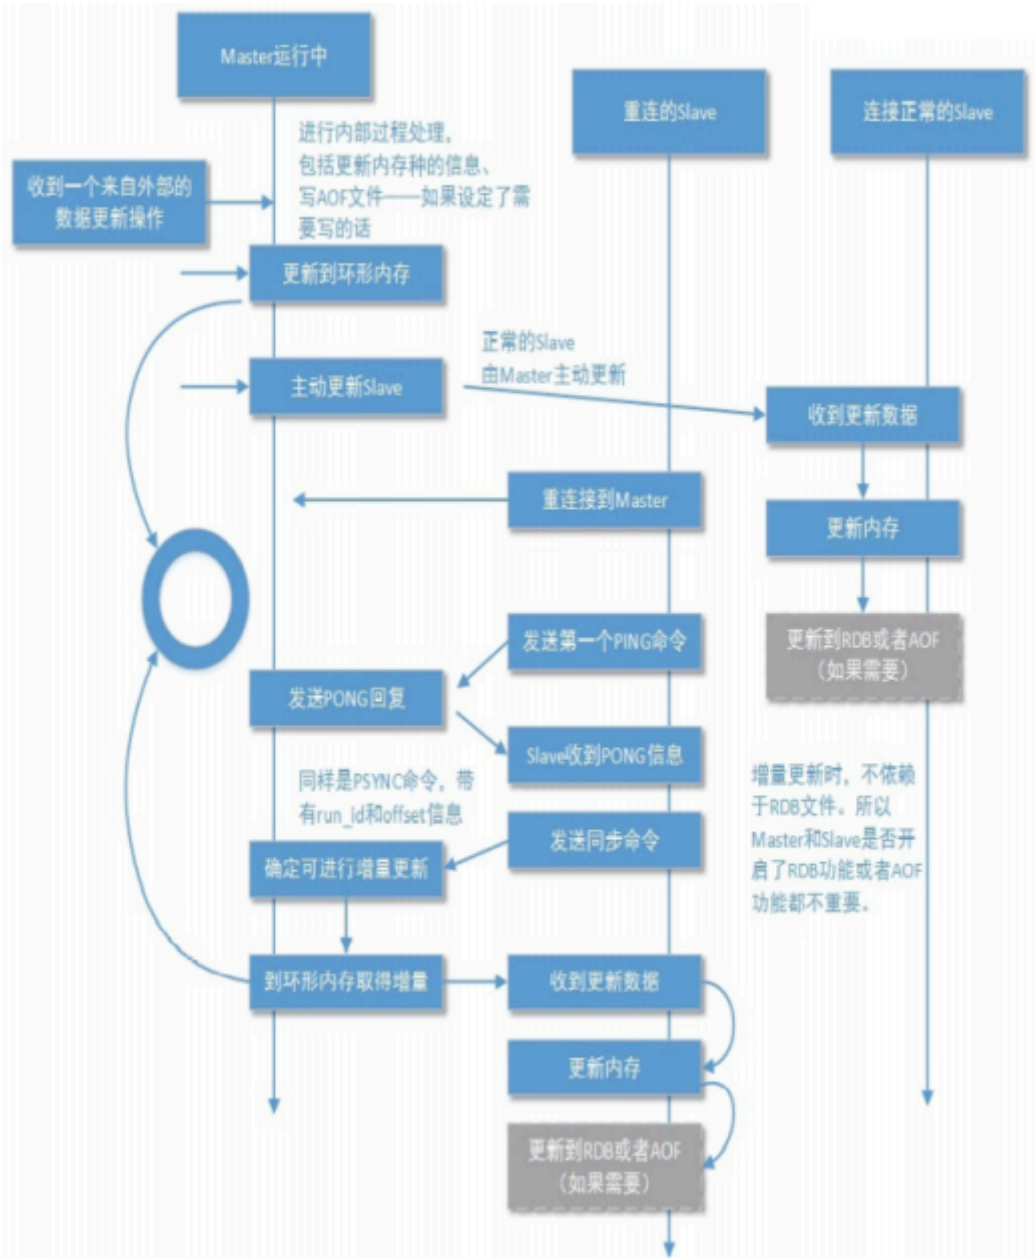 Master运行中
重连的Slave
连接正常的Slave
进行内部过程处理，
包括更新内存种的信息、
写AOF文件——如果设定了需
要写的话
收到一个来自外部的
数据更新操作
更新到环形内存
正常的Slave
由Master主动更新
主动更新Slave
收到更新数据
重连接到Master
更新内存
发送第一个PING命令
更新到RDB或者AOF
（如果需要）
发送PONG回复
Slave收到PONG信息
同样是PSYNC命令，带
有run_id和offset信息
增量更新时，不依赖
于RDB文件。所以
Master和Slave是否开
启了RDB功能或者AOF
功能都不重要。
发送同步命令
确定可进行增量更新
到环形内存取得增量
收到更新数据
更新内存
更新到RDB或者AOF
（如果需要）